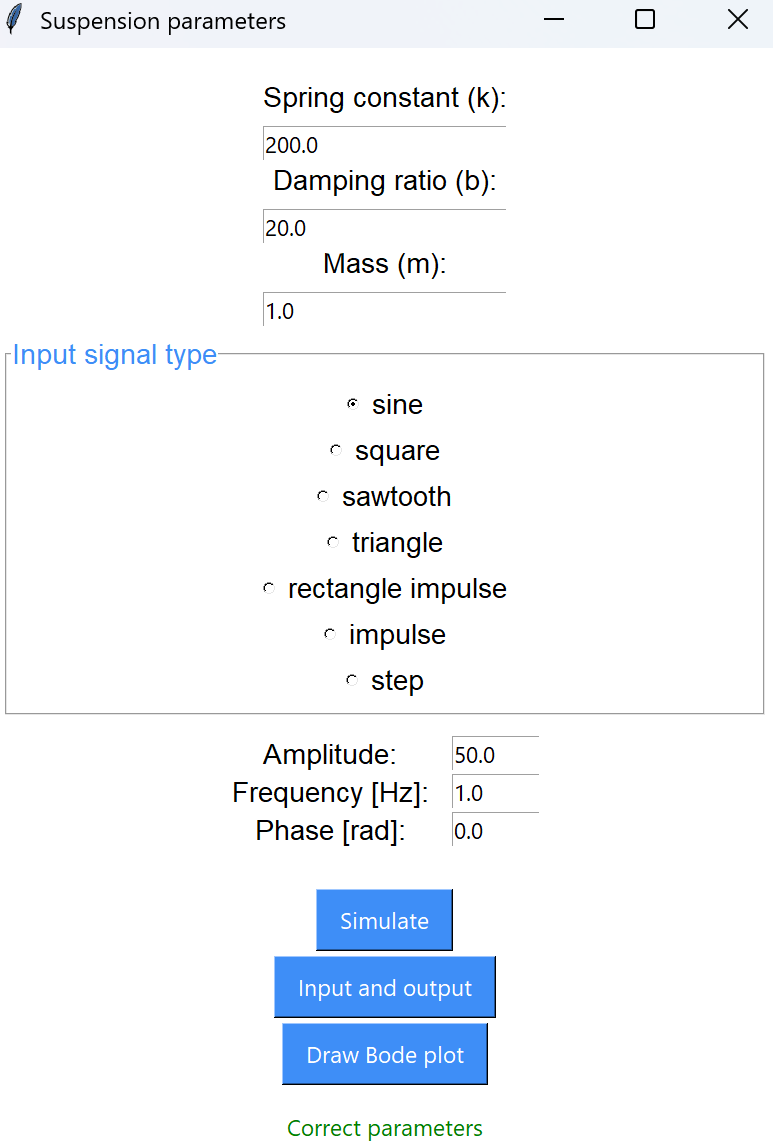 Suspension parameters
Spring constant (k):
200.0
Damping ratio (b):
20.0
Mass (m):
1.0
Input signal type
sine
square
sawtooth
triangle
rectangle impulse
impulse
step
Amplitude: 50.0
Frequency [Hz]: 1.0
Phase [rad]: 0.0
Simulate
Input and output
Draw Bode plot
Correct parameters